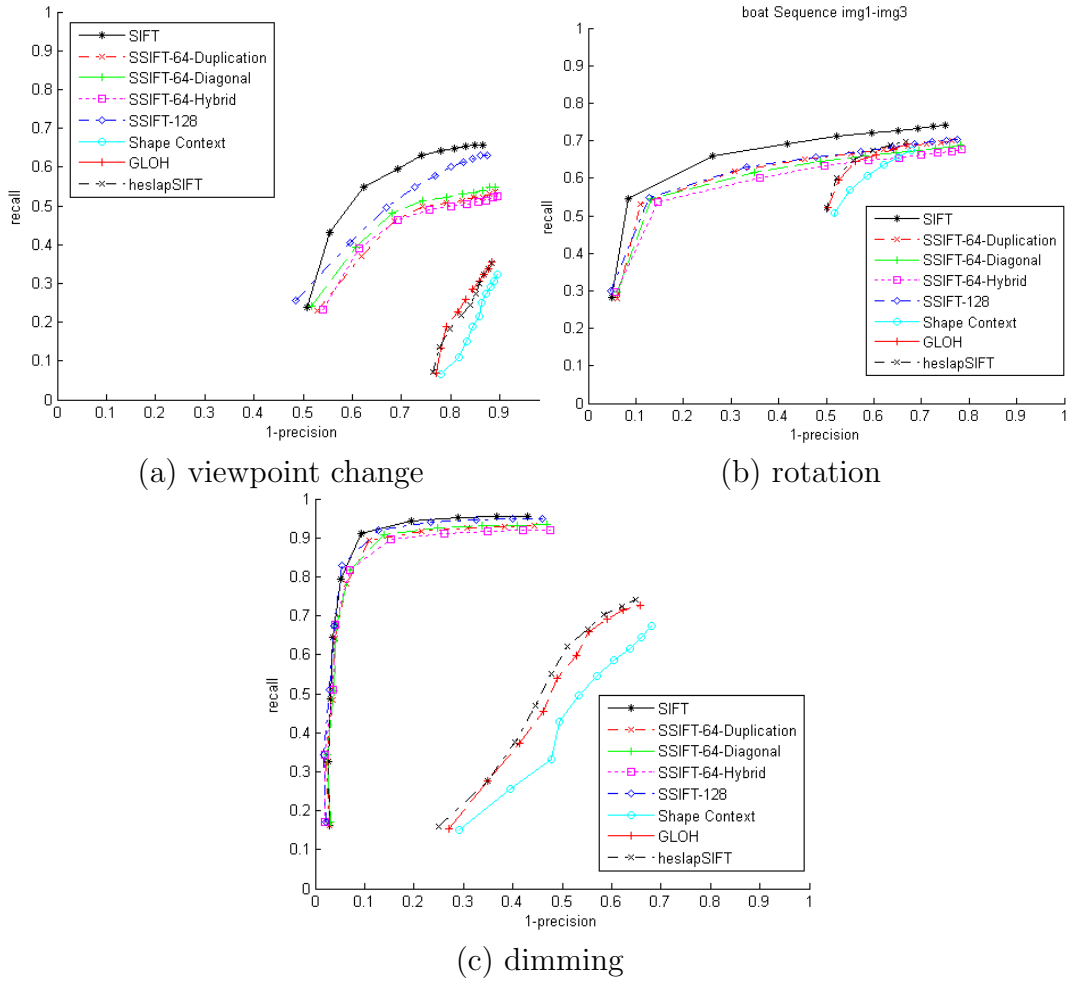 1
0.9
0.8
0.7
0.6
0.5
0.4
0.3
0.2
0.1
0
recall
SIFT
SSIFT-64-Duplication
SSIFT-64-Diagonal
SSIFT-64-Hybrid
SSIFT-128
Shape Context
GLOH
heslapSIFT
0 0.1 0.2 0.3 0.4 0.5 0.6 0.7 0.8 0.9
1-precision
(a) viewpoint change
boat Sequence img1-img3
1
0.9
0.8
0.7
0.6
0.5
0.4
0.3
0.2
0.1
0
recall
SIFT
SSIFT-64-Duplication
SSIFT-64-Diagonal
SSIFT-64-Hybrid
SSIFT-128
Shape Context
GLOH
heslapSIFT
0 0.1 0.2 0.3 0.4 0.5 0.6 0.7 0.8 0.9 1
1-precision
(b) rotation
1
0.9
0.8
0.7
0.6
0.5
0.4
0.3
0.2
0.1
0
recall
SIFT
SSIFT-64-Duplication
SSIFT-64-Diagonal
SSIFT-64-Hybrid
SSIFT-128
Shape Context
GLOH
heslapSIFT
0 0.1 0.2 0.3 0.4 0.5 0.6 0.7 0.8 0.9 1
1-precision
(c) dimming